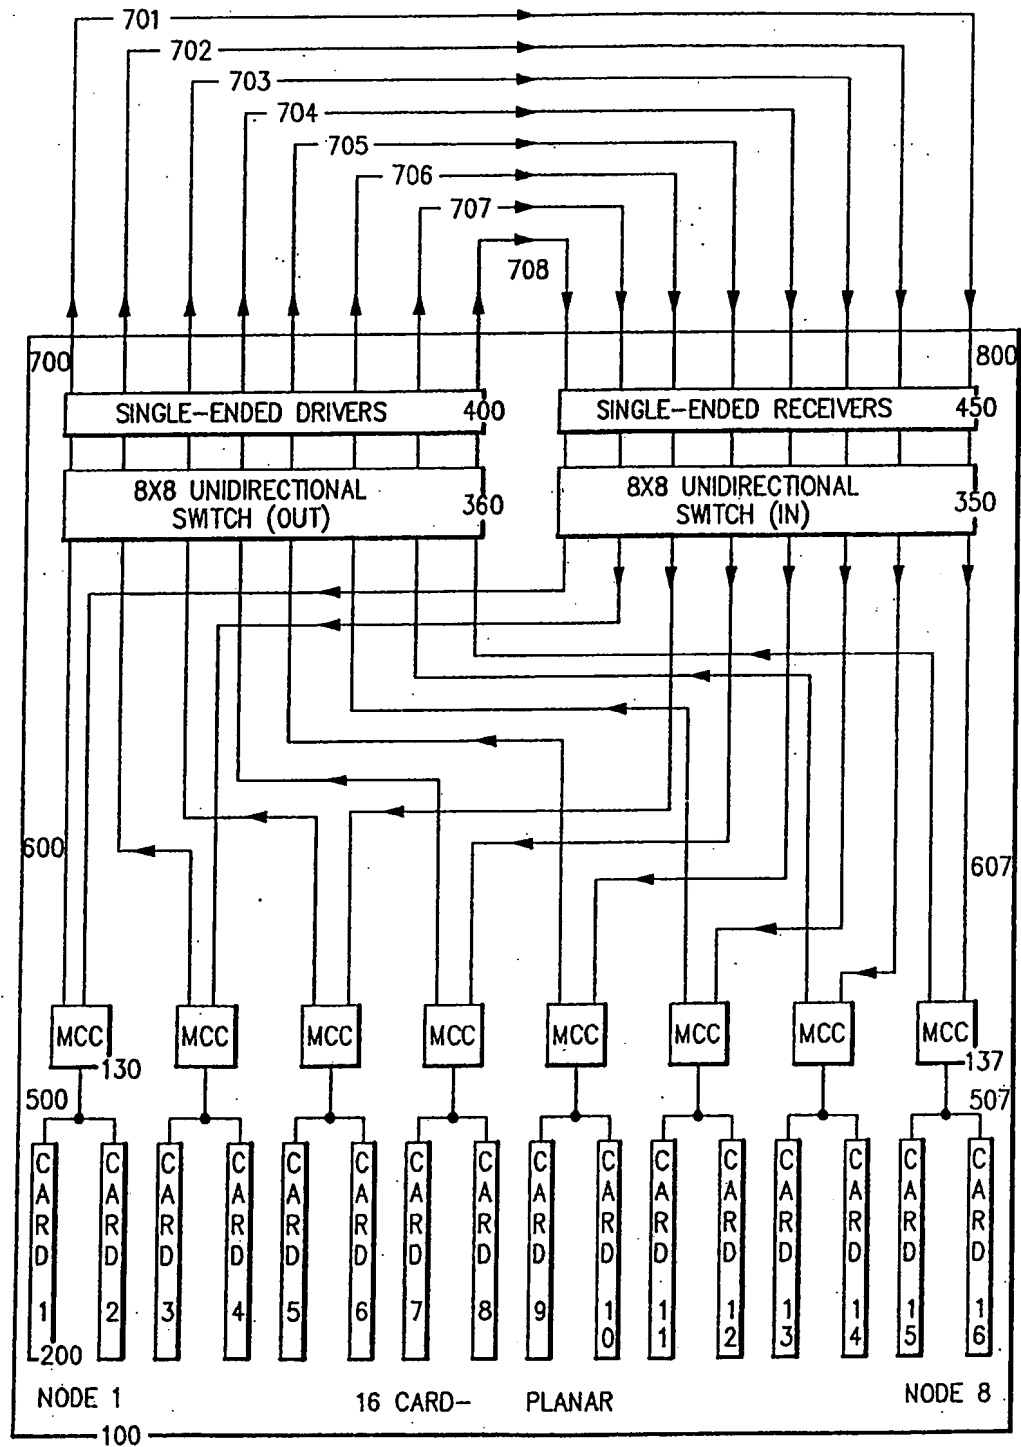 701
702
703
704
705
706
707
708
700
800
SINGLE-ENDED DRIVERS 400
SINGLE-ENDED RECEIVERS 450
8X8 UNIDIRECTIONAL
SWITCH (OUT)
360
8X8 UNIDIRECTIONAL
SWITCH (IN)
350
600
607
MCC
MCC
MCC
MCC
MCC
MCC
MCC
MCC
130
137
500
507
CARD 1
CARD 2
CARD 3
CARD 4
CARD 5
CARD 6
CARD 7
CARD 8
CARD 9
CARD 10
CARD 11
CARD 12
CARD 13
CARD 14
CARD 15
CARD 16
200
NODE 1
16 CARD- PLANAR
NODE 8
100